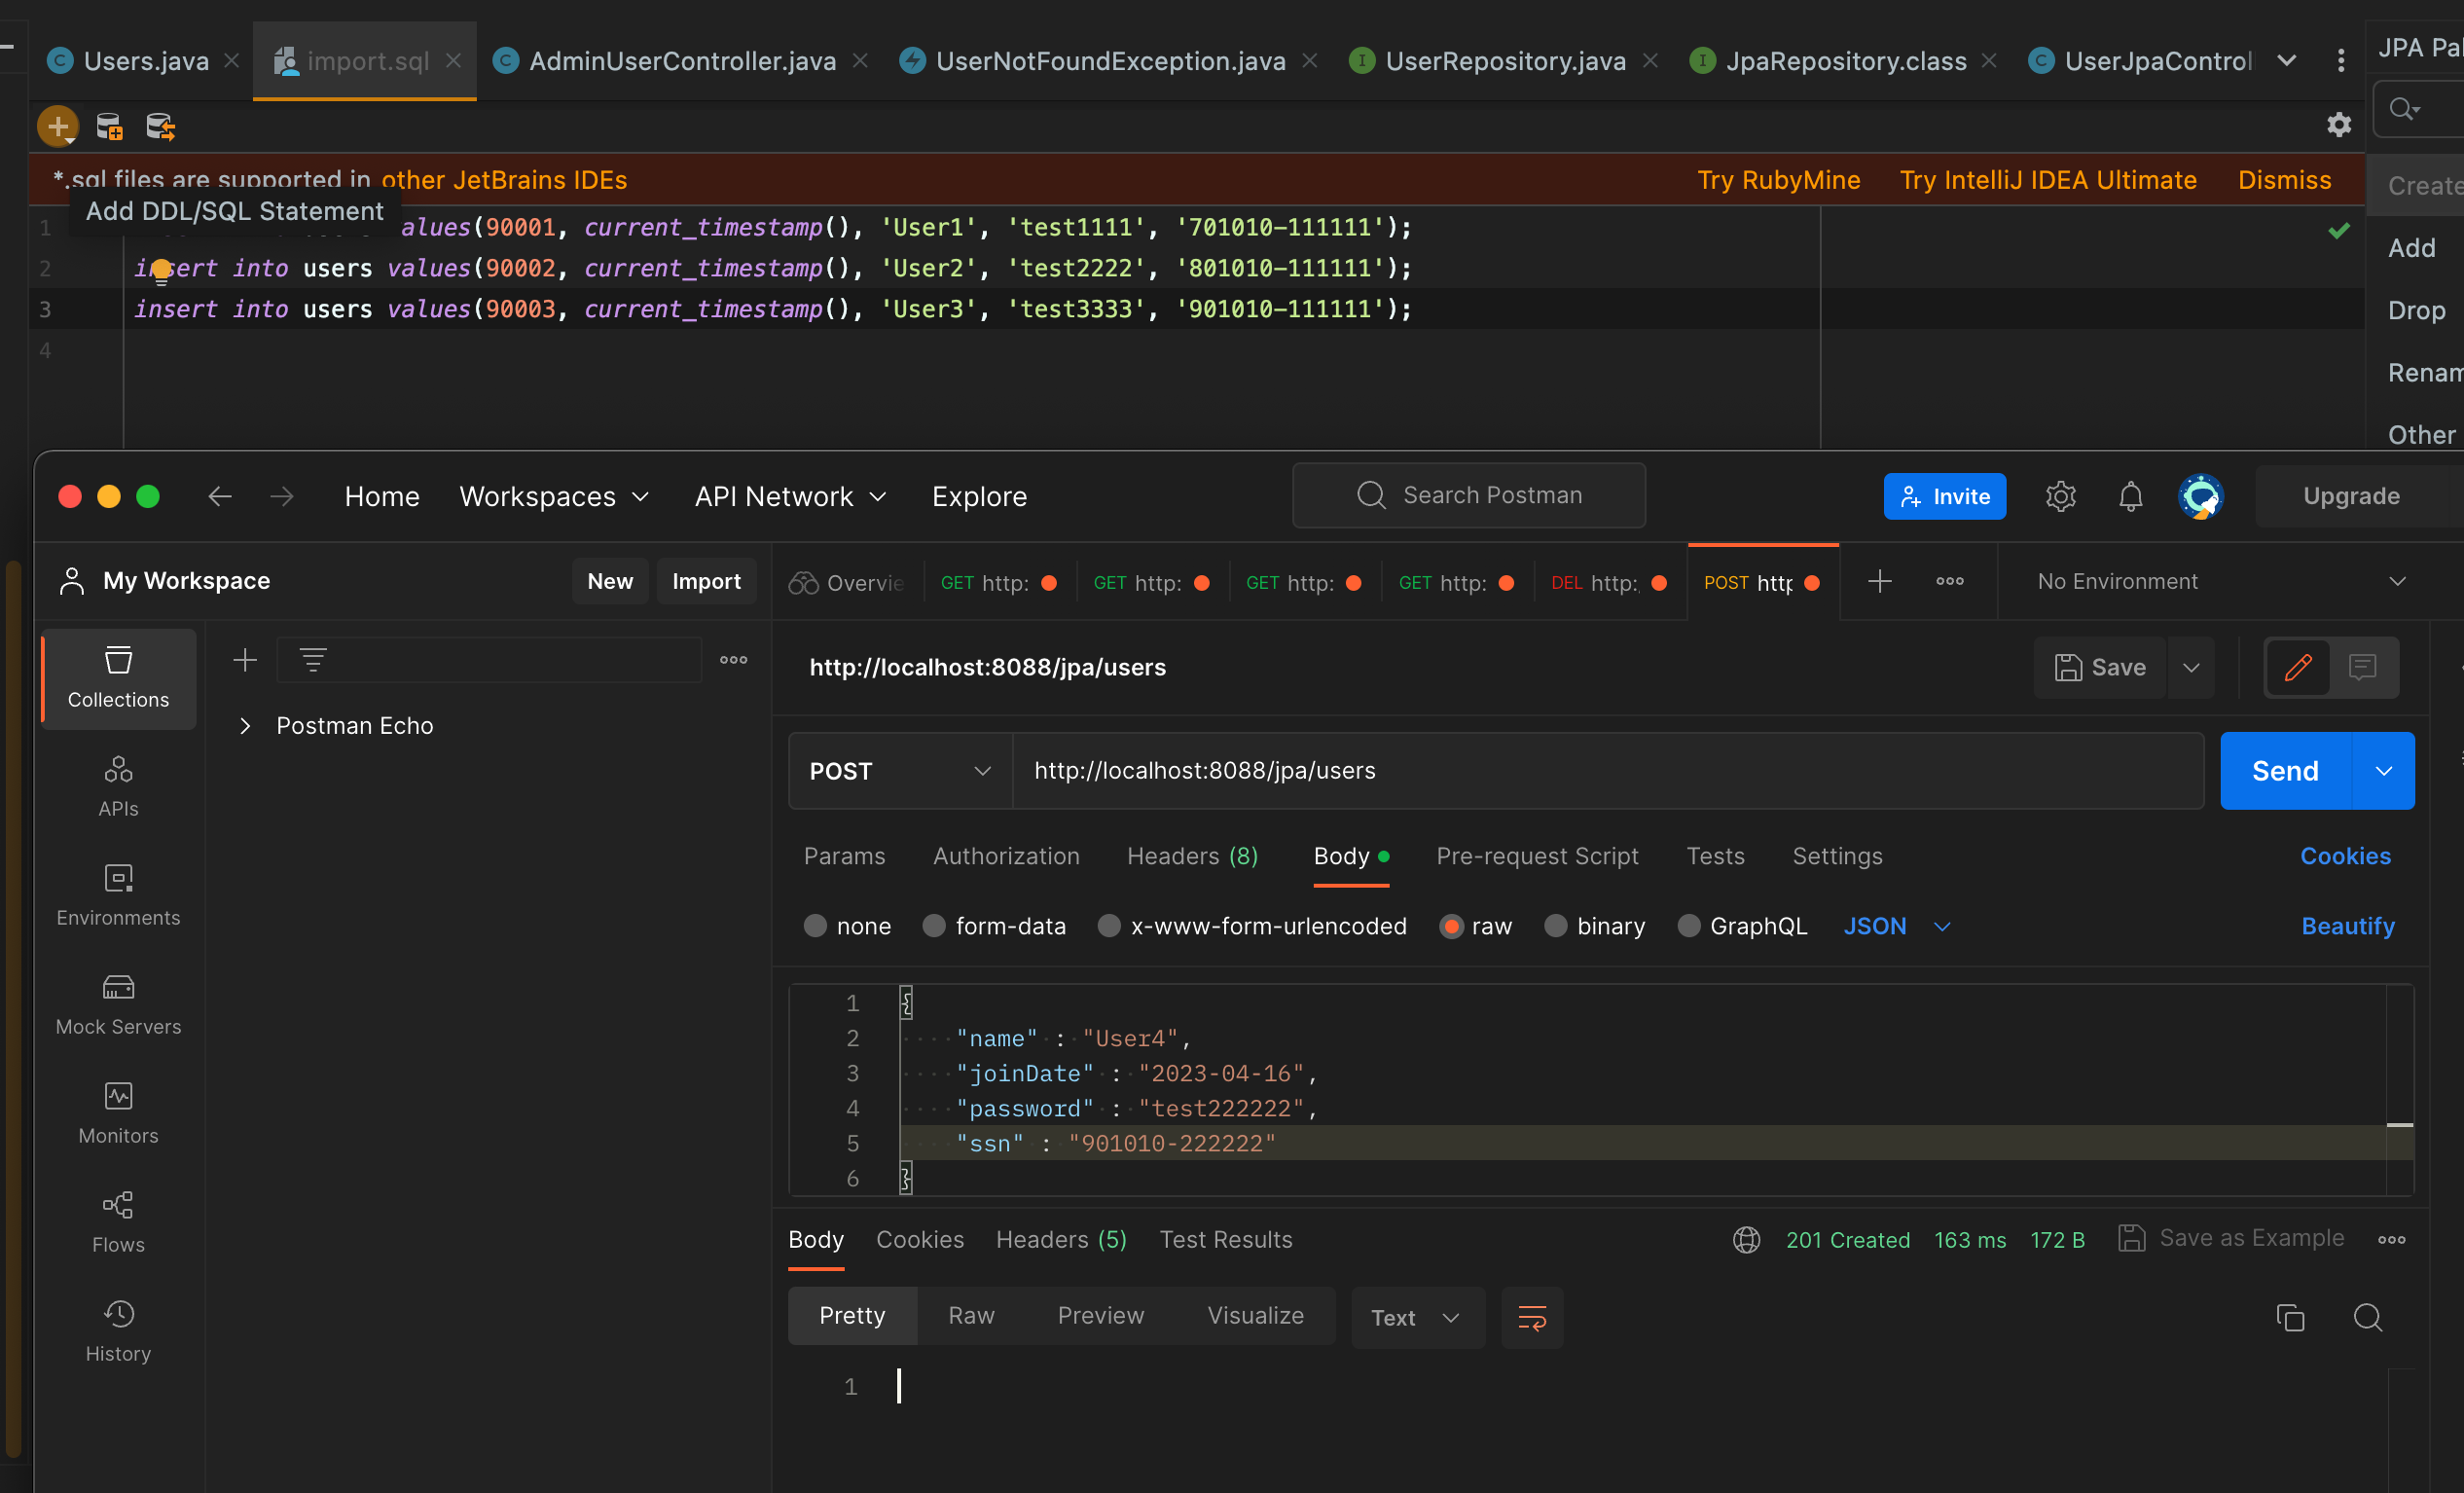 Users.java
import.sql
AdminUserController.java
UserNotFoundException.java
UserRepository.java
JpaRepository.class
UserJpaControl
JPA Pal
*.sql files are supported in other JetBrains IDEs
Try RubyMine
Try IntelliJ IDEA Ultimate
Dismiss
Create
Add DDL/SQL Statement
1 alues(90001, current_timestamp(), 'User1', 'test1111', '701010-111111');
Add
2 insert into users values(90002, current_timestamp(), 'User2', 'test2222', '801010-111111');
3 insert into users values(90003, current_timestamp(), 'User3', 'test3333', '901010-111111');
Drop
4
Renam
Other
Home
Workspaces
API Network
Explore
Search Postman
Invite
Upgrade
My Workspace
New
Import
Overvie
GET http:
GET http:
GET http:
GET http:
DEL http:
POST http
No Environment
Collections
APIs
Environments
Mock Servers
Monitors
Flows
History
Postman Echo
http://localhost:8088/jpa/users
Save
POST
http://localhost:8088/jpa/users
Send
Params
Authorization
Headers (8)
Body
Pre-request Script
Tests
Settings
Cookies
none
form-data
x-www-form-urlencoded
raw
binary
GraphQL
JSON
Beautify
1 {
2 "name" : "User4",
3 "joinDate" : "2023-04-16",
4 "password" : "test222222",
5 "ssn" : "901010-222222"
6 }
Body
Cookies
Headers (5)
Test Results
201 Created
163 ms
172 B
Save as Example
Pretty
Raw
Preview
Visualize
Text
1